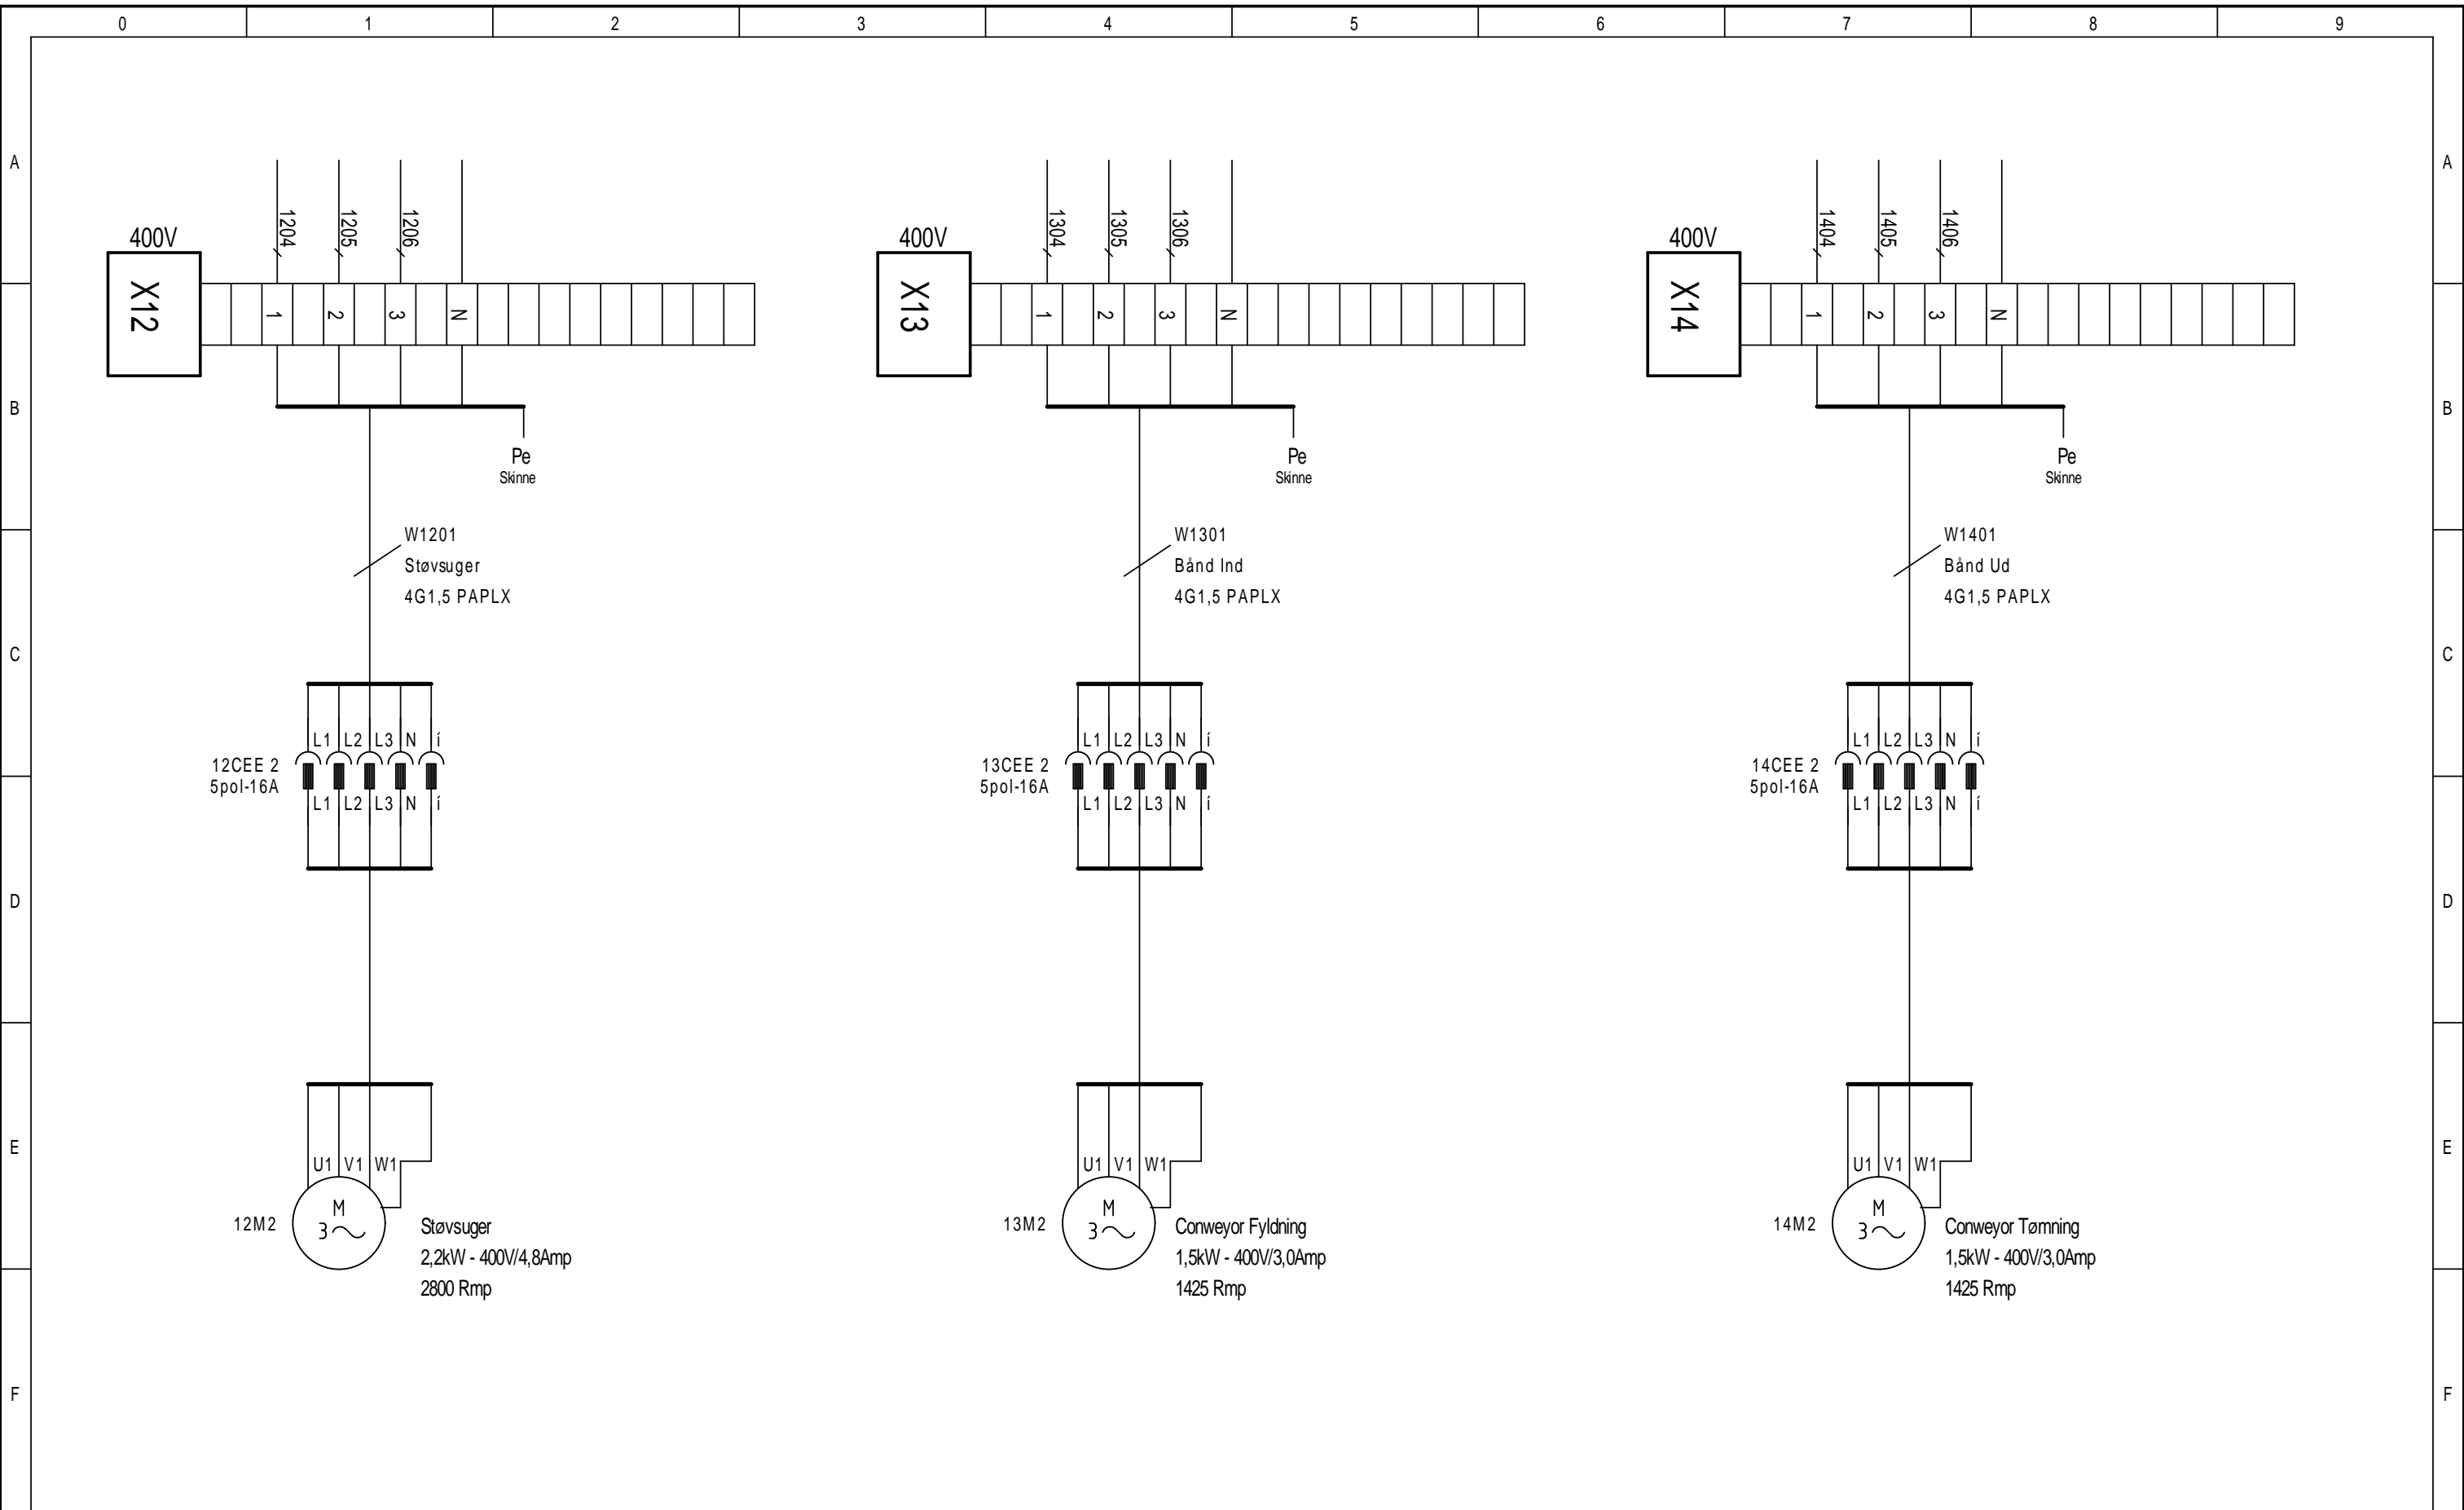 0 1 2 3 4 5 6 7 8 9
A A
1204 1205 1206
1304 1305 1306
1404 1405 1406
400V 400V 400V
X12 1 2 3 N
X13 1 2 3 N
X14 1 2 3 N
B B
Pe Pe Pe
Skinne Skinne Skinne
W1201 W1301 W1401
Støvsuger Bånd Ind Bånd Ud
4G1,5 PAPLX 4G1,5 PAPLX 4G1,5 PAPLX
C C
L1 L2 L3 N í L1 L2 L3 N í L1 L2 L3 N í
12CEE 2 13CEE 2 14CEE 2
5pol-16A 5pol-16A 5pol-16A
L1 L2 L3 N í L1 L2 L3 N í L1 L2 L3 N í
D D
E E
U1 V1 W1 U1 V1 W1 U1 V1 W1
M M M
12M2 3 Støvsuger 13M2 3 Conweyor Fyldning 14M2 3 Conweyor Tømning
2,2kW - 400V/4,8Amp 1,5kW - 400V/3,0Amp 1,5kW - 400V/3,0Amp
2800 Rmp 1425 Rmp 1425 Rmp
F F